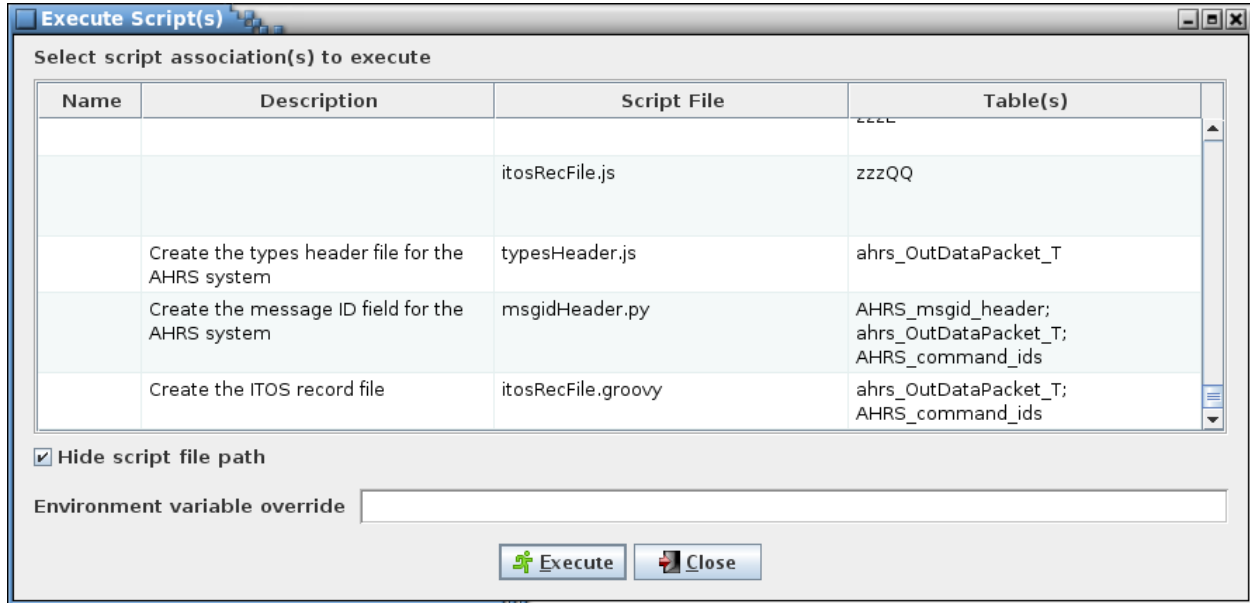 Execute Script(s)
Select script association(s) to execute
Name Description Script File Table(s)
itosRecFile.js zzzQQ
Create the types header file for the typesHeader.js ahrs_OutDataPacket_T
AHRS system
Create the message ID field for the msgidHeader.py AHRS_msgid_header;
AHRS system ahrs_OutDataPacket_T;
AHRS_command_ids
Create the ITOS record file itosRecFile.groovy ahrs_OutDataPacket_T;
AHRS_command_ids
Hide script file path
Environment variable override
Execute Close